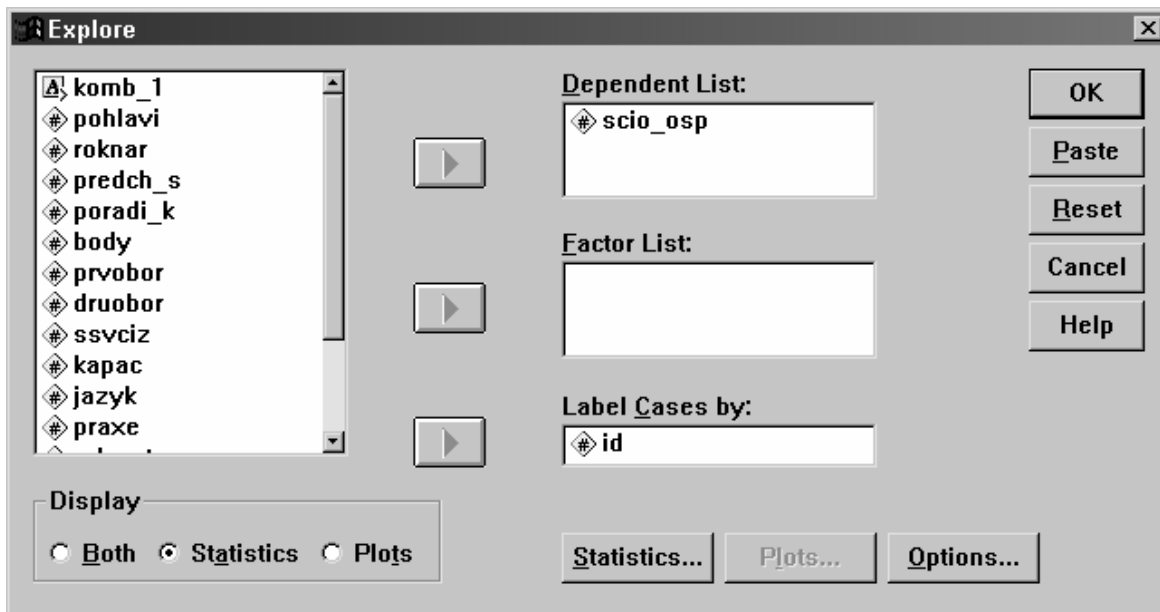 Explore
komb_1
pohlavi
roknar
predch_s
poradi_k
body
prvobor
druobor
ssvciz
kapac
jazyk
praxe
Dependent List:
scio_osp
Factor List:
Label Cases by:
id
OK
Paste
Reset
Cancel
Help
Display
Both Statistics Plots
Statistics... Plots... Options...